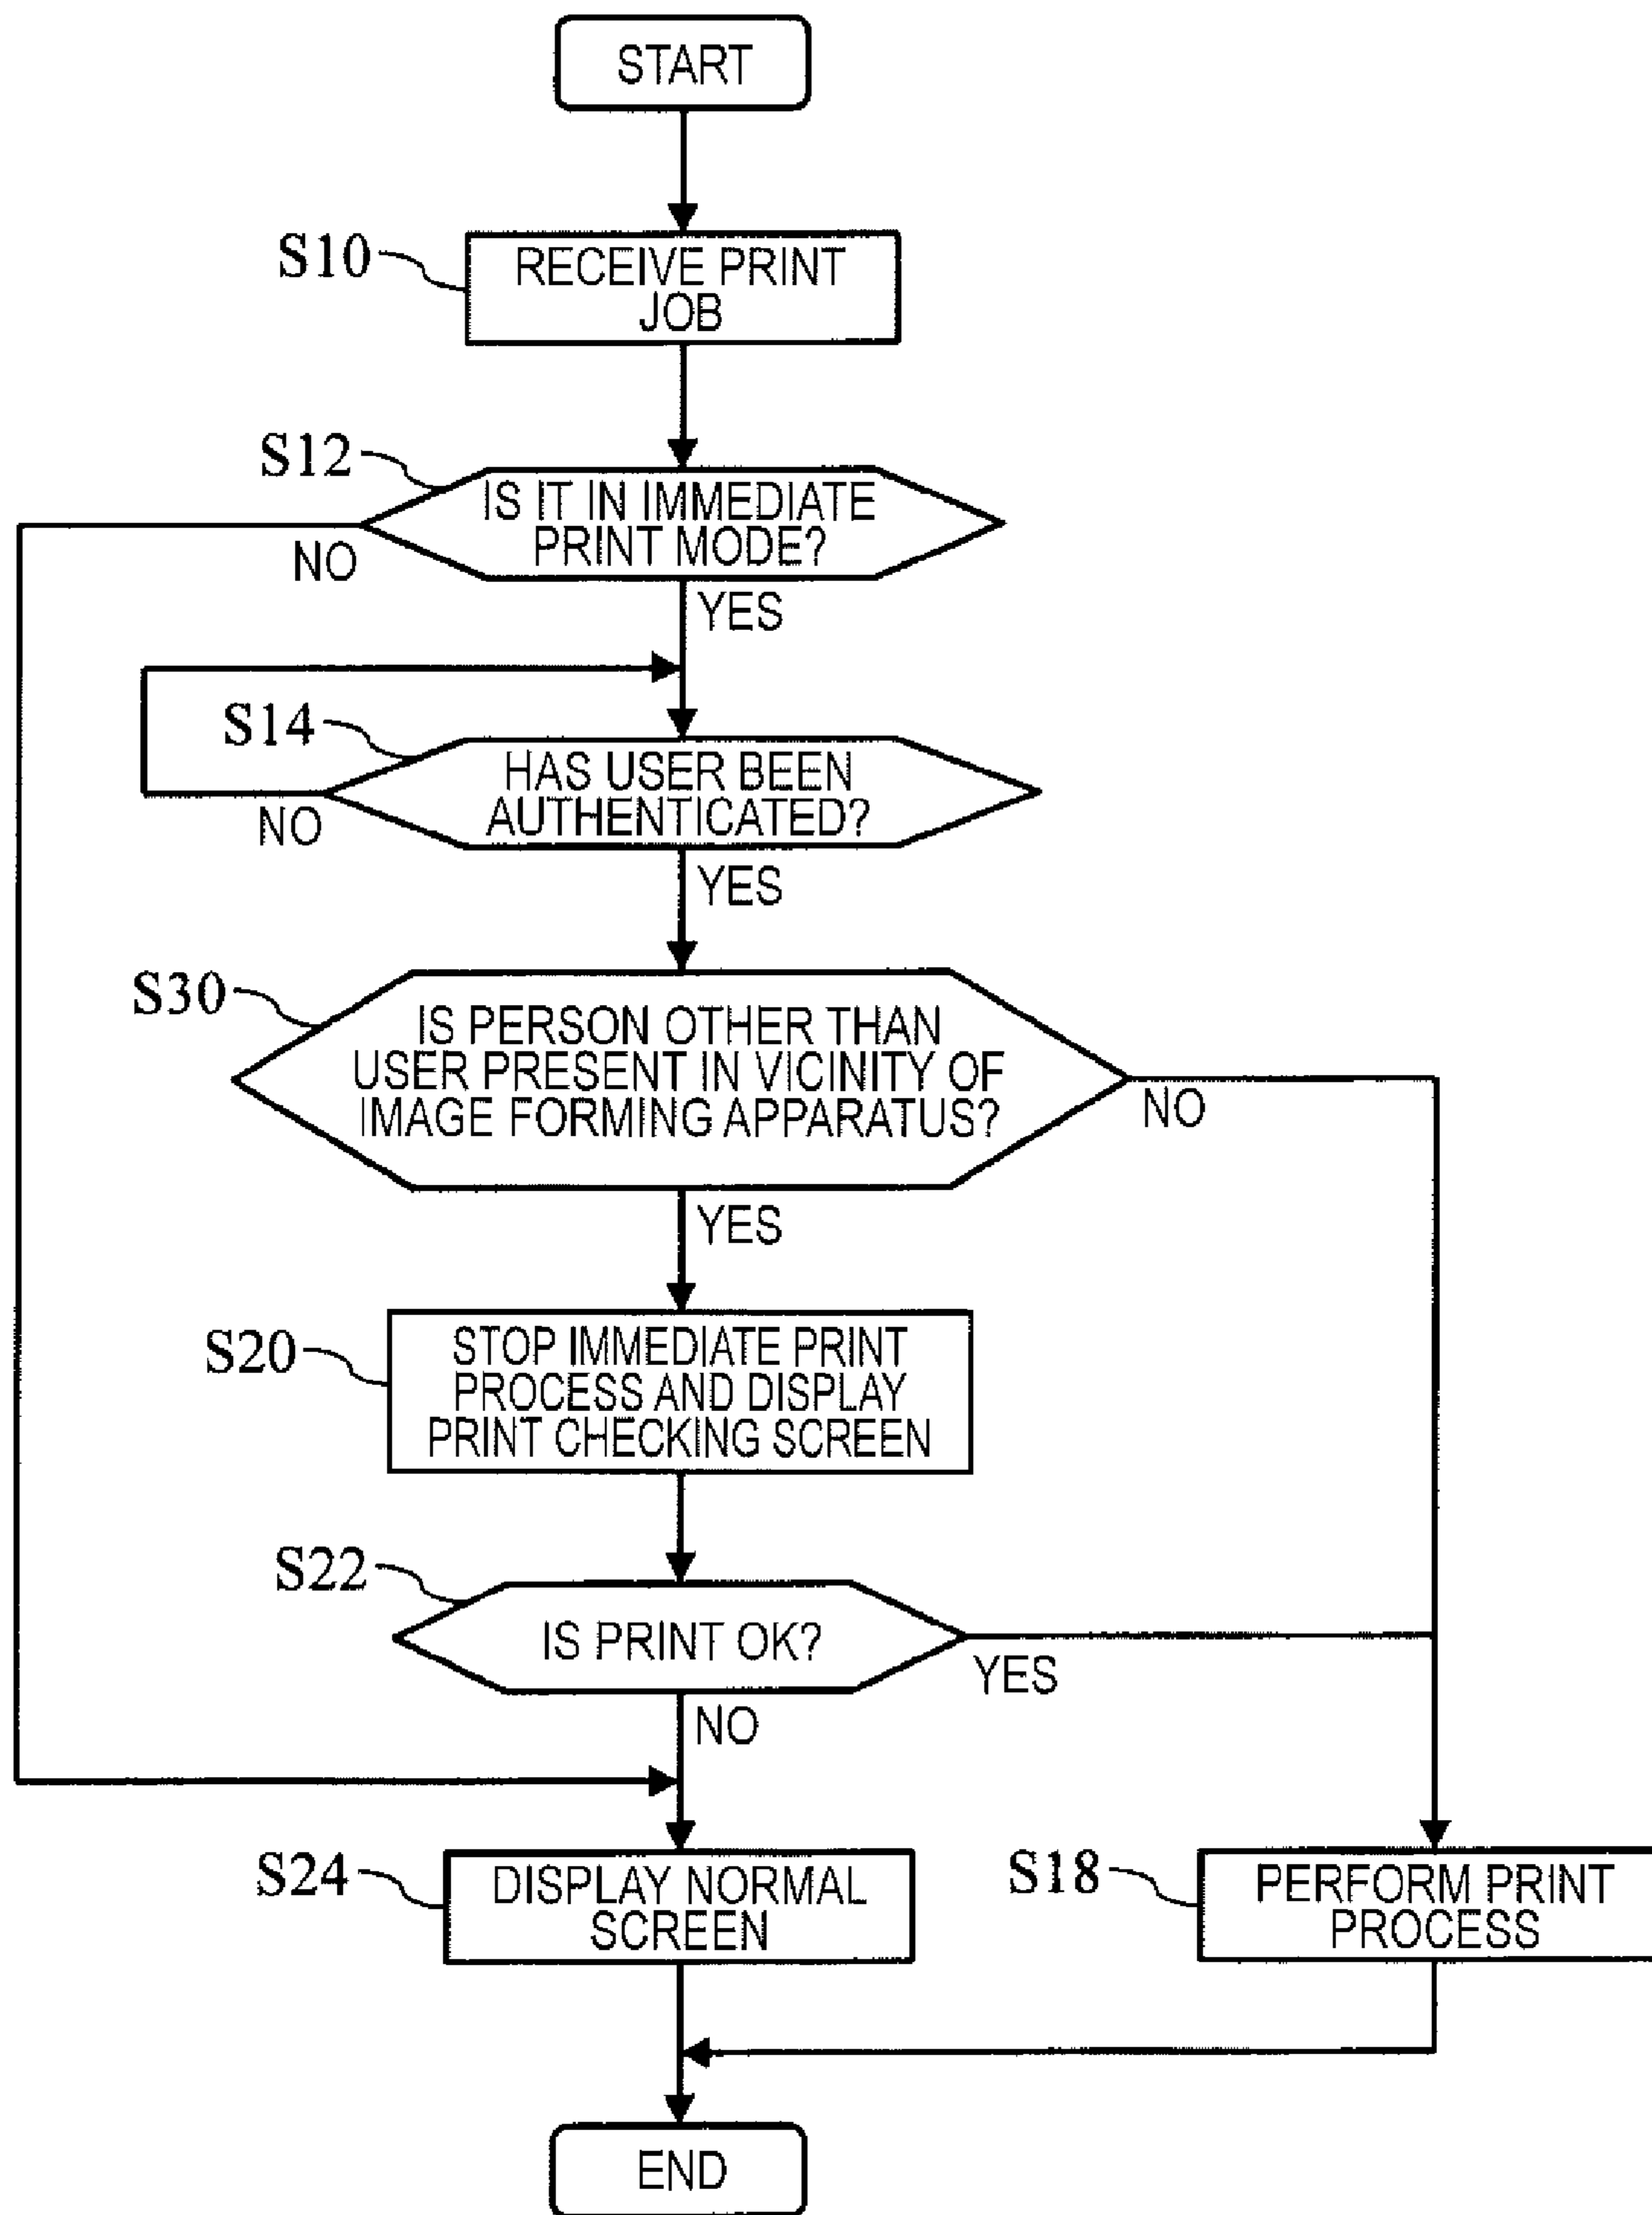 START
S10
RECEIVE PRINT
JOB
S12
IS IT IN IMMEDIATE
PRINT MODE?
NO
YES
S14
HAS USER BEEN
AUTHENTICATED?
NO
YES
S30
IS PERSON OTHER THAN
USER PRESENT IN VICINITY OF
IMAGE FORMING APPARATUS?
NO
YES
S20
STOP IMMEDIATE PRINT
PROCESS AND DISPLAY
PRINT CHECKING SCREEN
S22
IS PRINT OK?
YES
NO
S24
DISPLAY NORMAL
SCREEN
S18
PERFORM PRINT
PROCESS
END